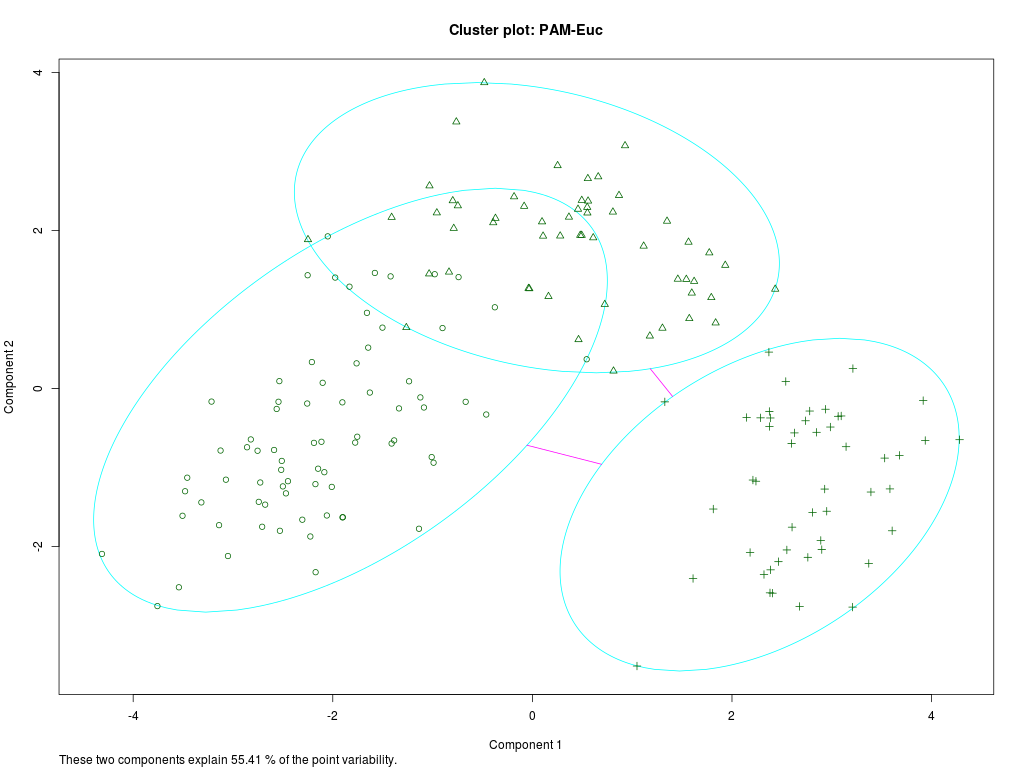 Cluster plot: PAM-Euc
4
2
0
-2
Component 2
-4
-2
0
2
4
Component 1
These two components explain 55.41 % of the point variability.